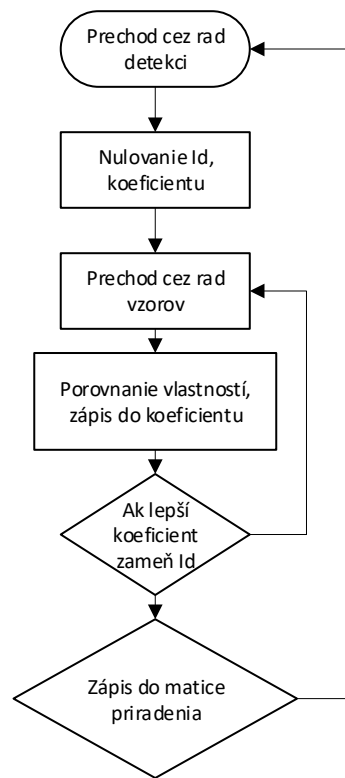 Prechod cez rad
detekci
Nulovanie Id,
koeficientu
Prechod cez rad
vzorov
Porovnanie vlastností,
zápis do koeficientu
Ak lepší
koeficient
zameň Id
Zápis do matice
priradenia